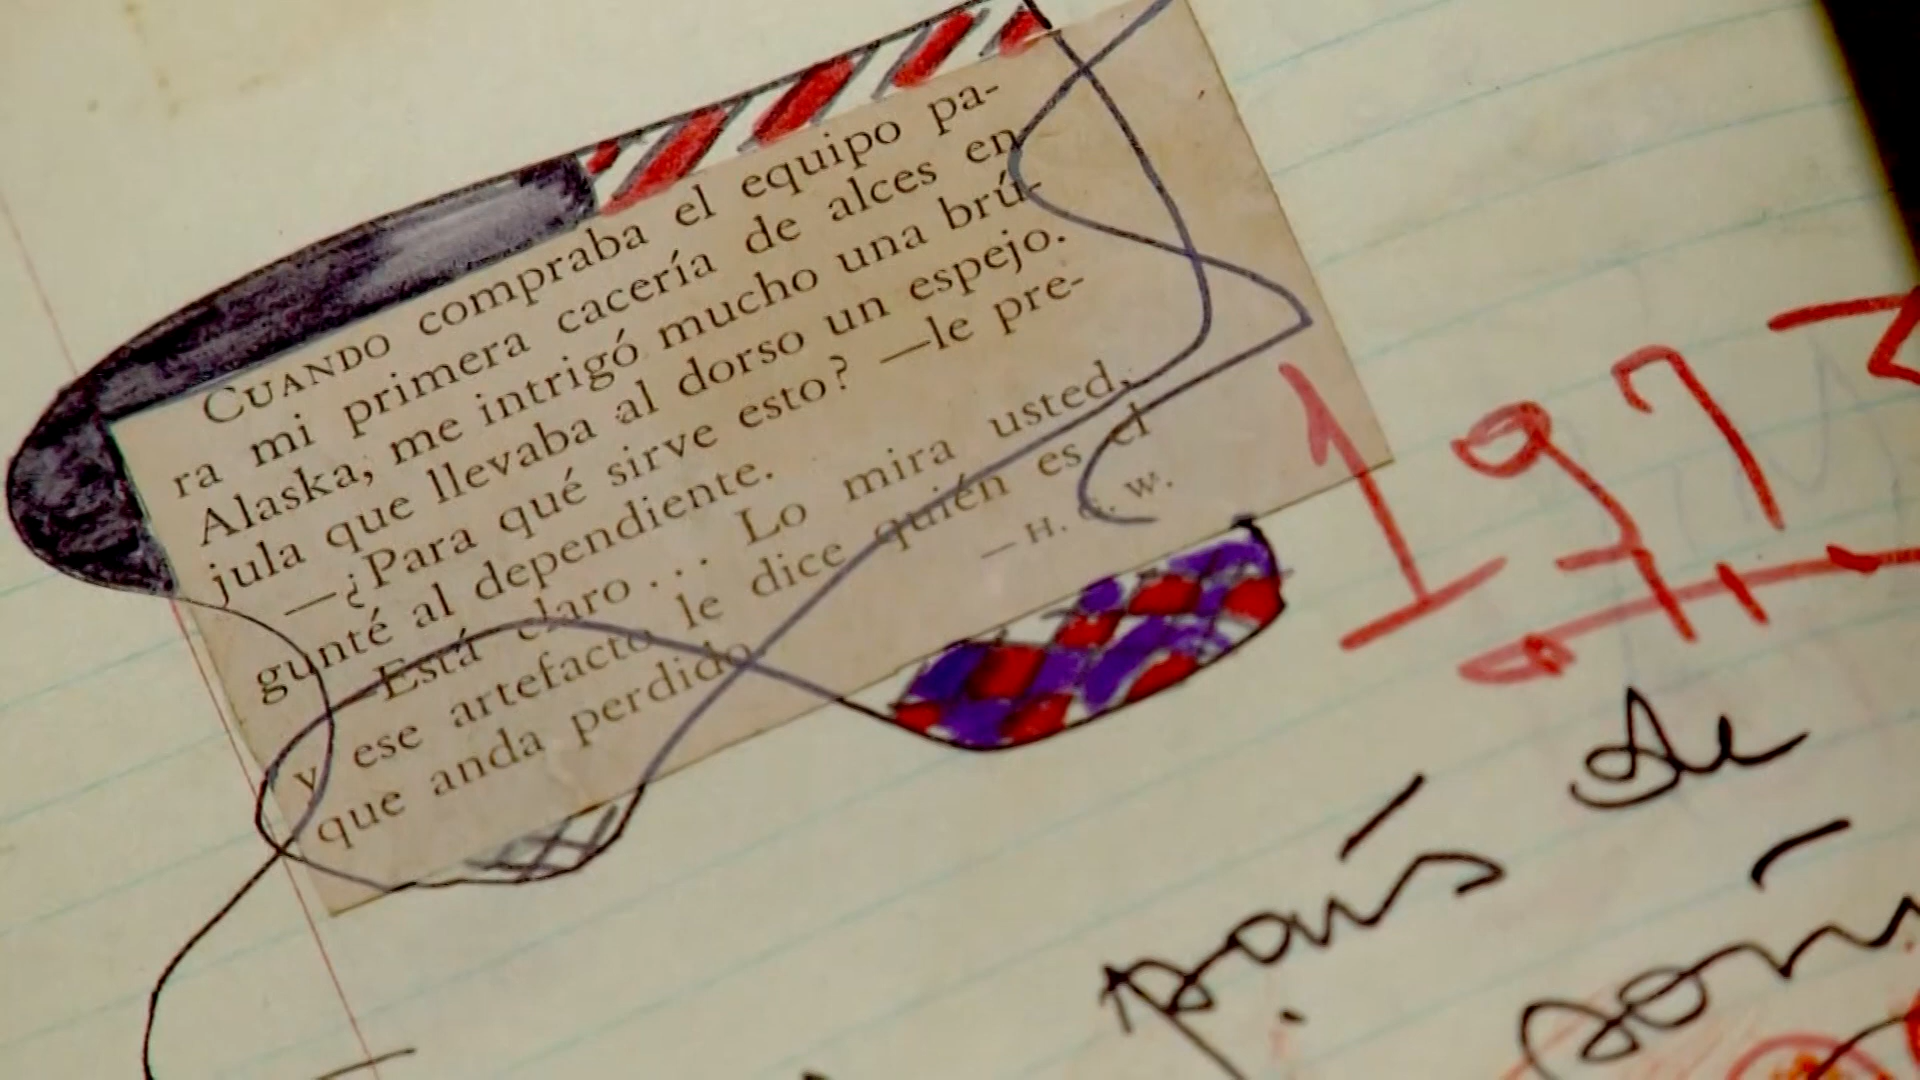 CUANDO compraba el equipo pa-
ra mi primera cacería de alces en
Alaska, me intrigó mucho una brú-
jula que llevaba al dorso un espejo.
—¿Para qué sirve esto? —le pre-
gunté al dependiente.
—Está claro... Lo mira usted,
y ese artefacto le dice quién es el
que anda perdido.
— H. W.
1973
país de